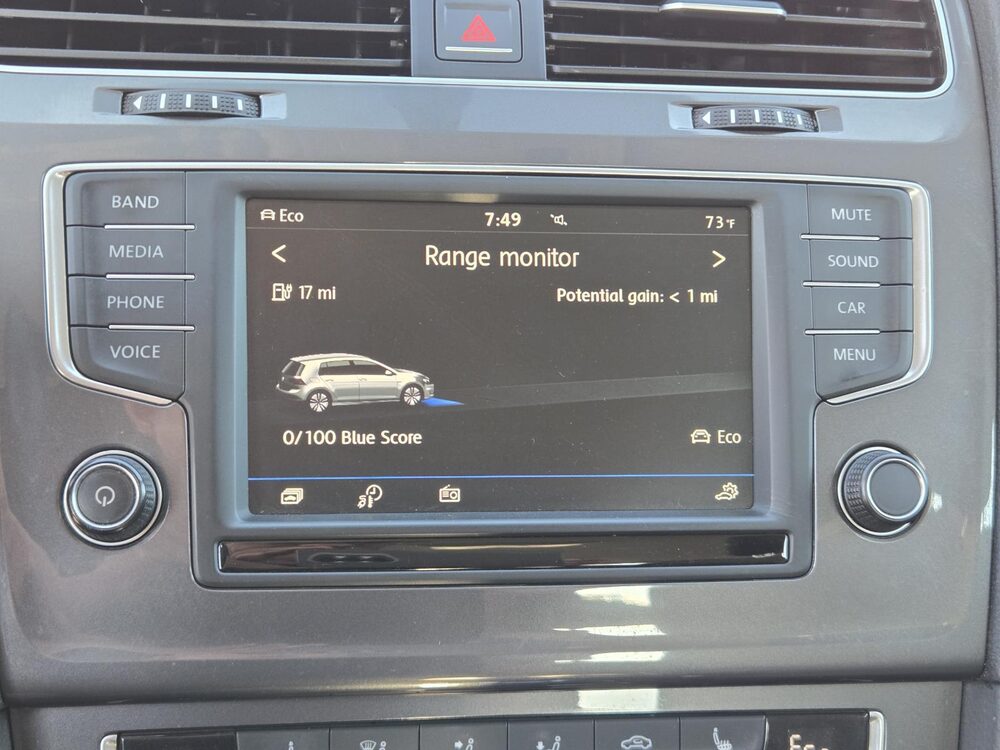 BAND
MEDIA
PHONE
VOICE
Eco 7:49 73°F
< Range monitor >
17 mi Potential gain: < 1 mi
0/100 Blue Score Eco
MUTE
SOUND
CAR
MENU